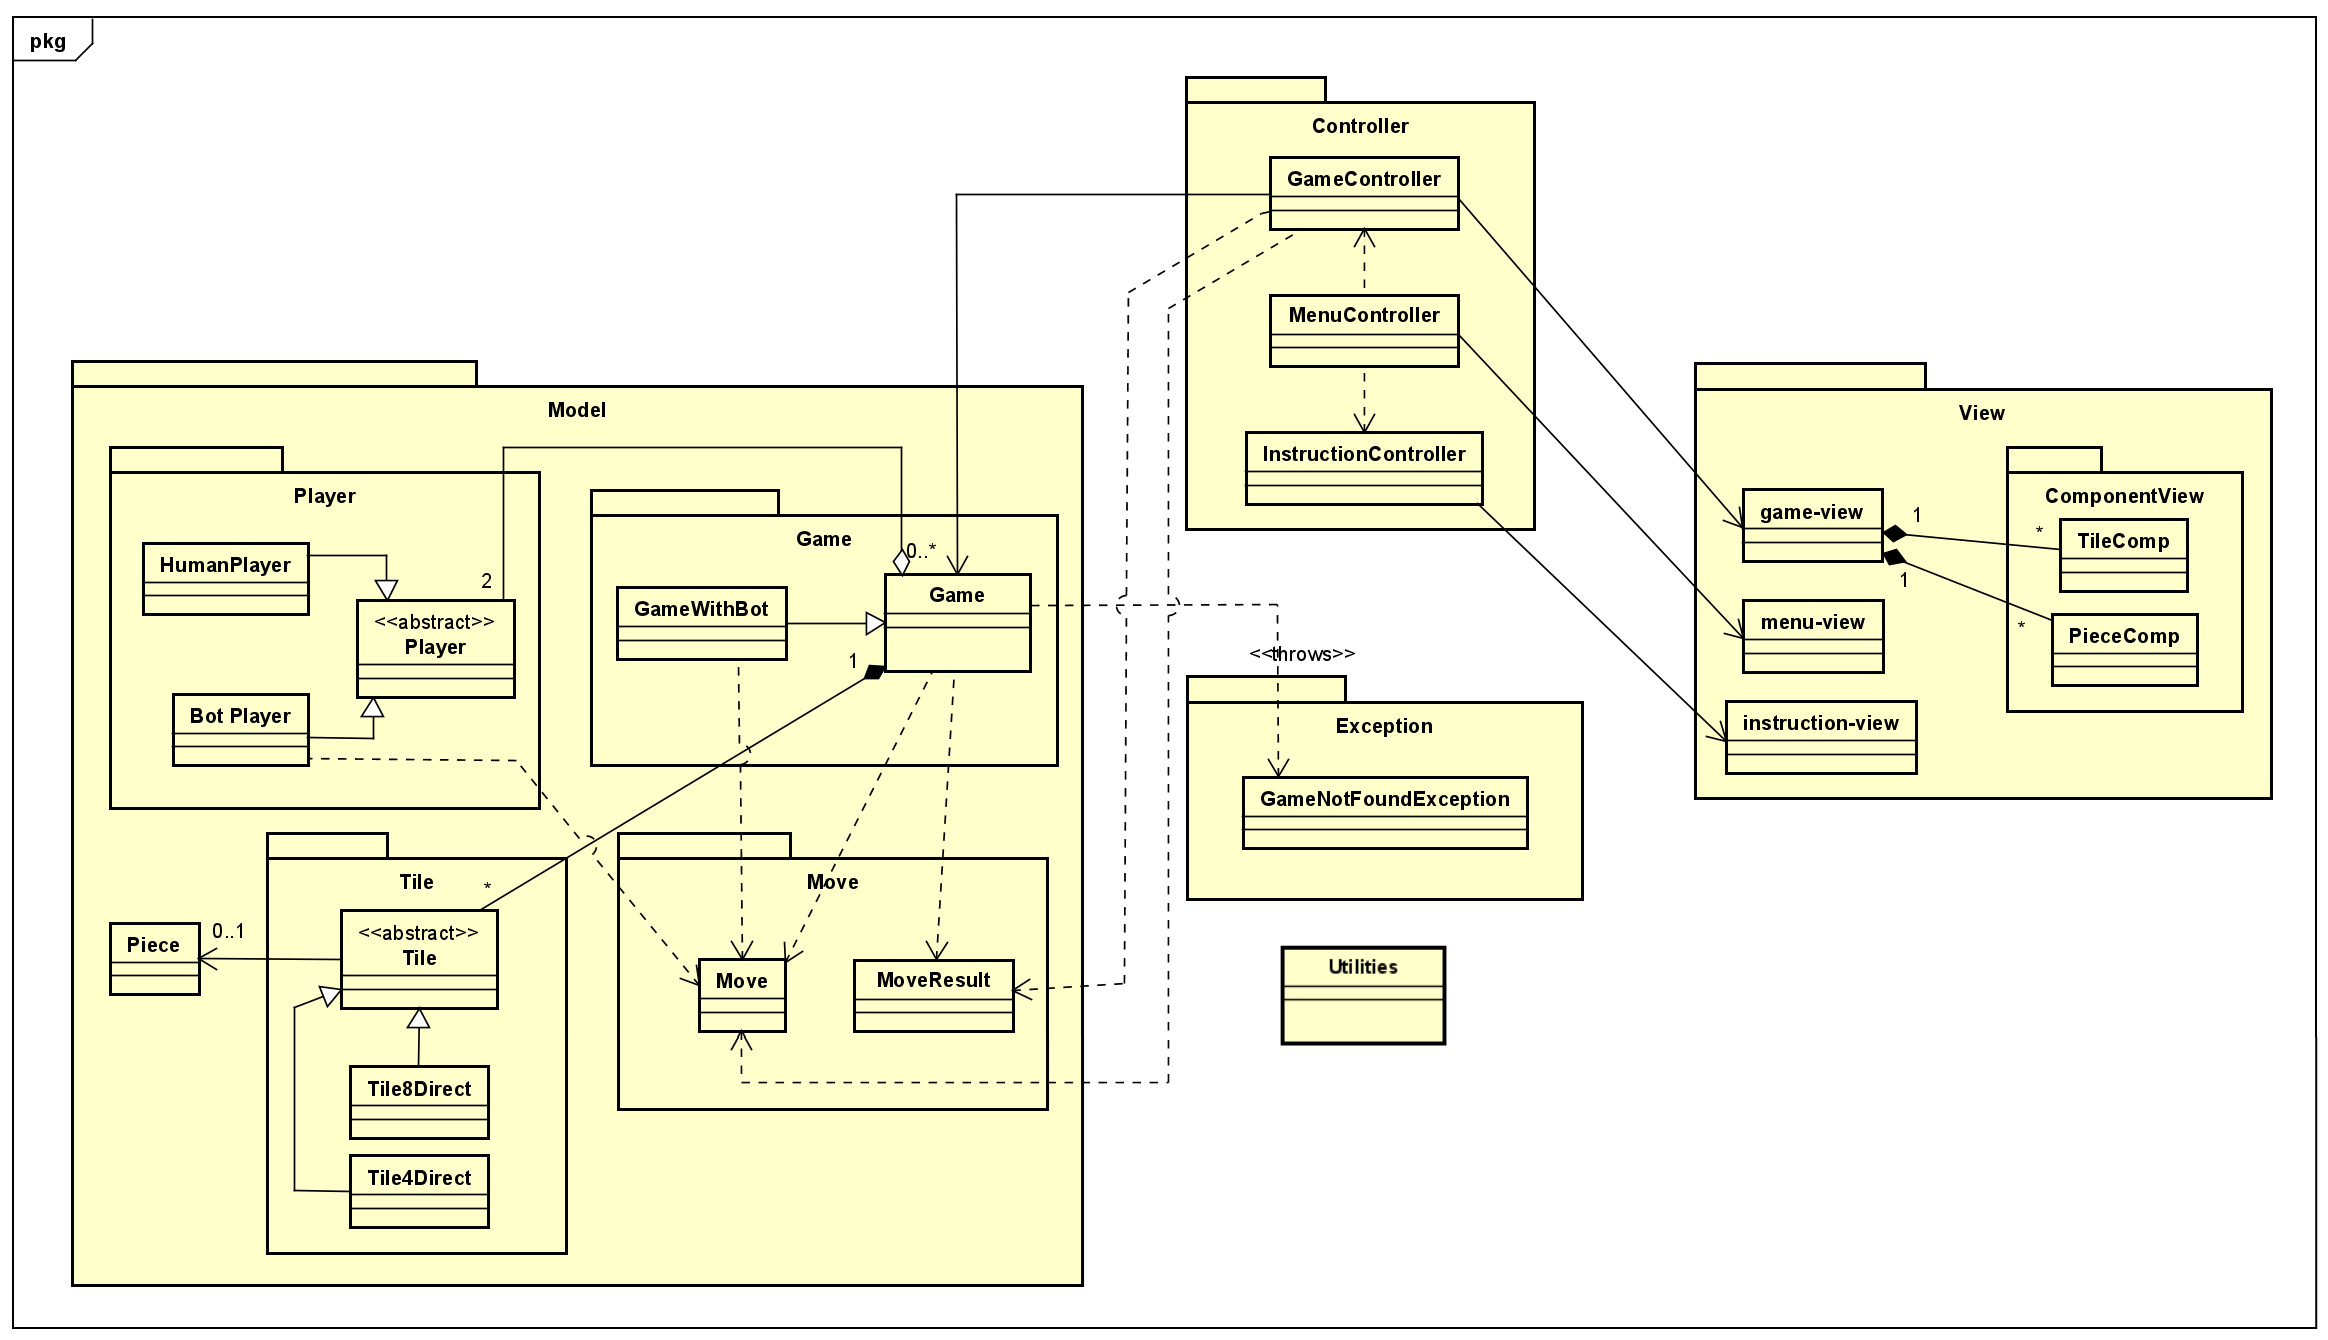 pkg
Controller
GameController
MenuController
InstructionController
Model
Player
HumanPlayer
2
<<abstract>>
Player
Bot Player
Game
0..*
GameWithBot
Game
1
Tile
*
<<abstract>>
Tile
Piece
0..1
Tile8Direct
Tile4Direct
Move
Move
MoveResult
<<throws>>
Exception
GameNotFoundException
Utilities
View
game-view
1
1
menu-view
instruction-view
ComponentView
*
TileComp
*
PieceComp